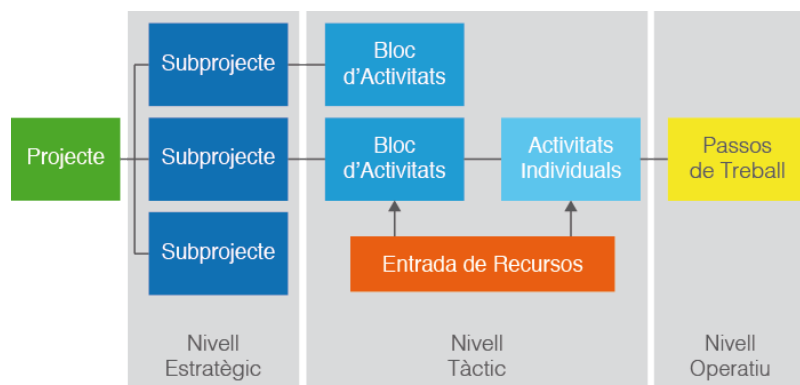 Subprojecte
Bloc
d’Activitats
Projecte
Subprojecte
Bloc
d’Activitats
Activitats
Individuals
Passos
de Treball
Subprojecte
Entrada de Recursos
Nivell
Estratègic
Nivell
Tàctic
Nivell
Operatiu